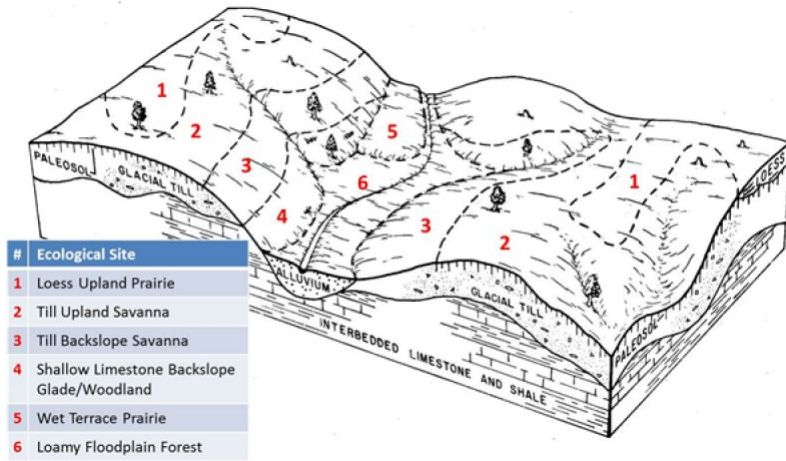 1
2
3
4
5
6
1
3
2
PALEOSOL
GLACIAL TILL
ALLUVIUM
GLACIAL TILL
PALEOSOL
LOESS
INTERBEDDED LIMESTONE AND SHALE
# Ecological Site
1 Loess Upland Prairie
2 Till Upland Savanna
3 Till Backslope Savanna
4 Shallow Limestone Backslope
Glade/Woodland
5 Wet Terrace Prairie
6 Loamy Floodplain Forest